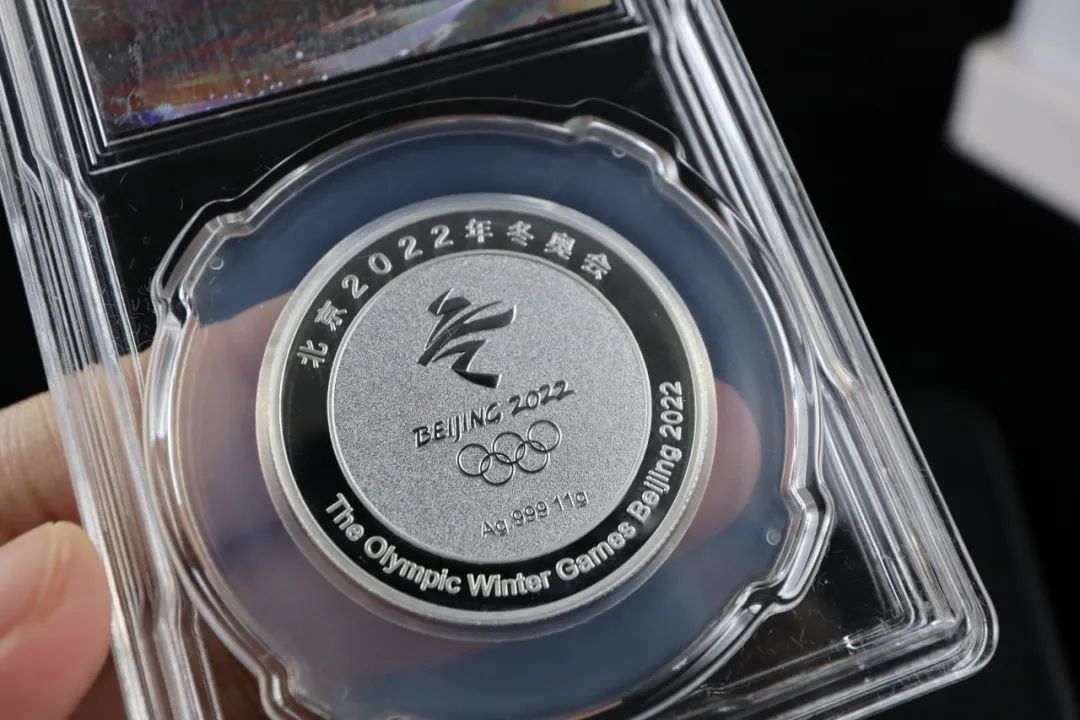 北京2022年冬奥会
BEIJING 2022
Ag 999 11g
The Olympic Winter Games Beijing 2022